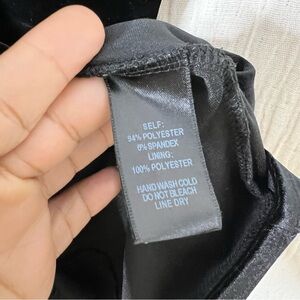 SELF:
94% POLYESTER
6% SPANDEX
LINING:
100% POLYESTER
HAND WASH COLD
DO NOT BLEACH
LINE DRY